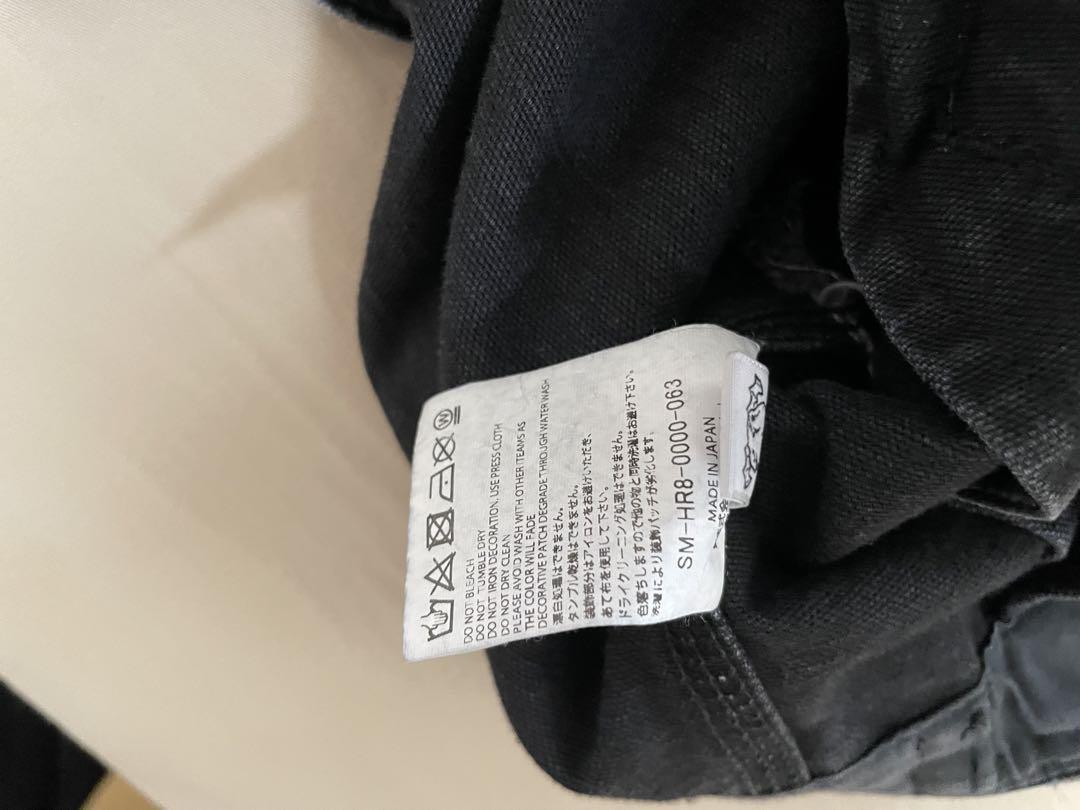 DO NOT BLEACH
DO NOT TUMBLE DRY
DO NOT IRON DECORATION. USE PRESS CLOTH
DO NOT DRY CLEAN
PLEASE AVOID WASH WITH OTHER ITEAMS AS
THE COLOR WILL FADE
DECORATIVE PATCH DEGRADE THROUGH WATER WASH
漂白処理はできません。
タンブル乾燥はできません。
装飾部分はアイロンをお避けいただき、
あて布を使用して下さい。
ドライクリーニング処理はできません。
色落ちしますので他の物と同時洗濯はお避け下さい。
洗濯により装飾パッチが劣化します。
SM-HR8-0000-063
MADE IN JAPAN